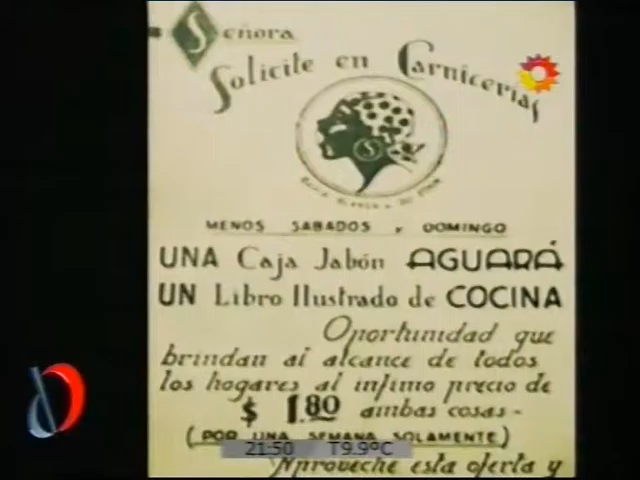 Señora
Solicite en Carnicerias
S
MENOS SABADOS y DOMINGO
UNA Caja Jabón AGUARÁ
UN Libro Ilustrado de COCINA
Oportunidad que
brindan al alcance de todos
los hogares al infimo precio de
$ 1.80 ambas cosas -
(POR UNA SEMANA SOLAMENTE)
21:50 T9.9ºC
Aproveche esta oferta y